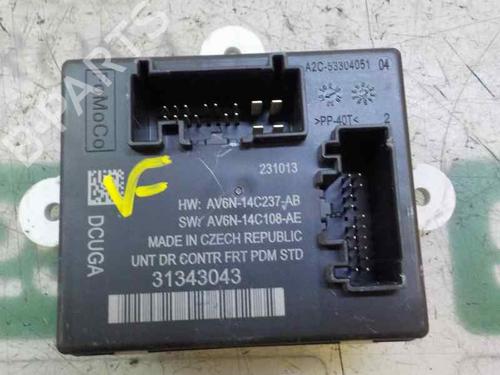 FoMoCo
A2C-53304051 04
>PP-40T< 2
231013
HW: AV6N-14C237-AB
SW: AV6N-14C108-AE
MADE IN CZECH REPUBLIC
UNT DR CONTR FRT PDM STD
31343043
DCUGA
VF